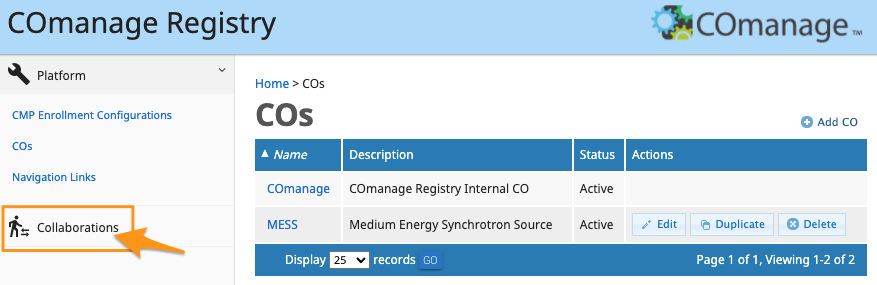 COmanage Registry
COmanage™
Platform
CMP Enrollment Configurations
COs
Navigation Links
Collaborations
Home > COs
COs
Add CO
Name Description Status Actions
COmanage COmanage Registry Internal CO Active
MESS Medium Energy Synchrotron Source Active Edit Duplicate Delete
Display 25 records GO Page 1 of 1, Viewing 1-2 of 2